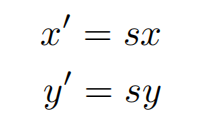 x′ = sx
y′ = sy